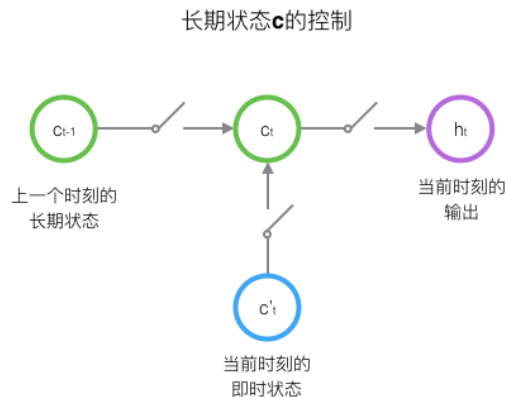 长期状态c的控制
Ct-1
Ct
ht
上一个时刻的
长期状态
当前时刻的
输出
C't
当前时刻的
即时状态